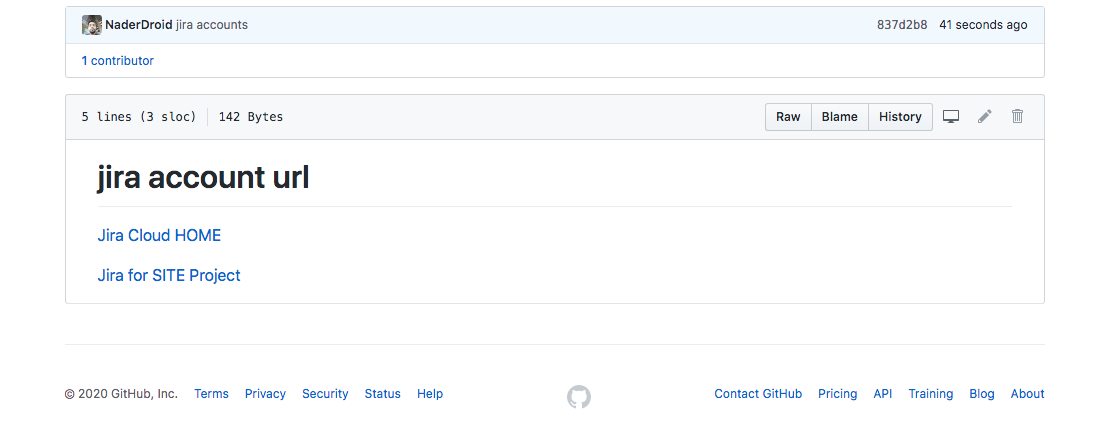 NaderDroid jira accounts 837d2b8 41 seconds ago
1 contributor
5 lines (3 sloc) 142 Bytes Raw Blame History
jira account url
Jira Cloud HOME
Jira for SITE Project
© 2020 GitHub, Inc. Terms Privacy Security Status Help Contact GitHub Pricing API Training Blog About